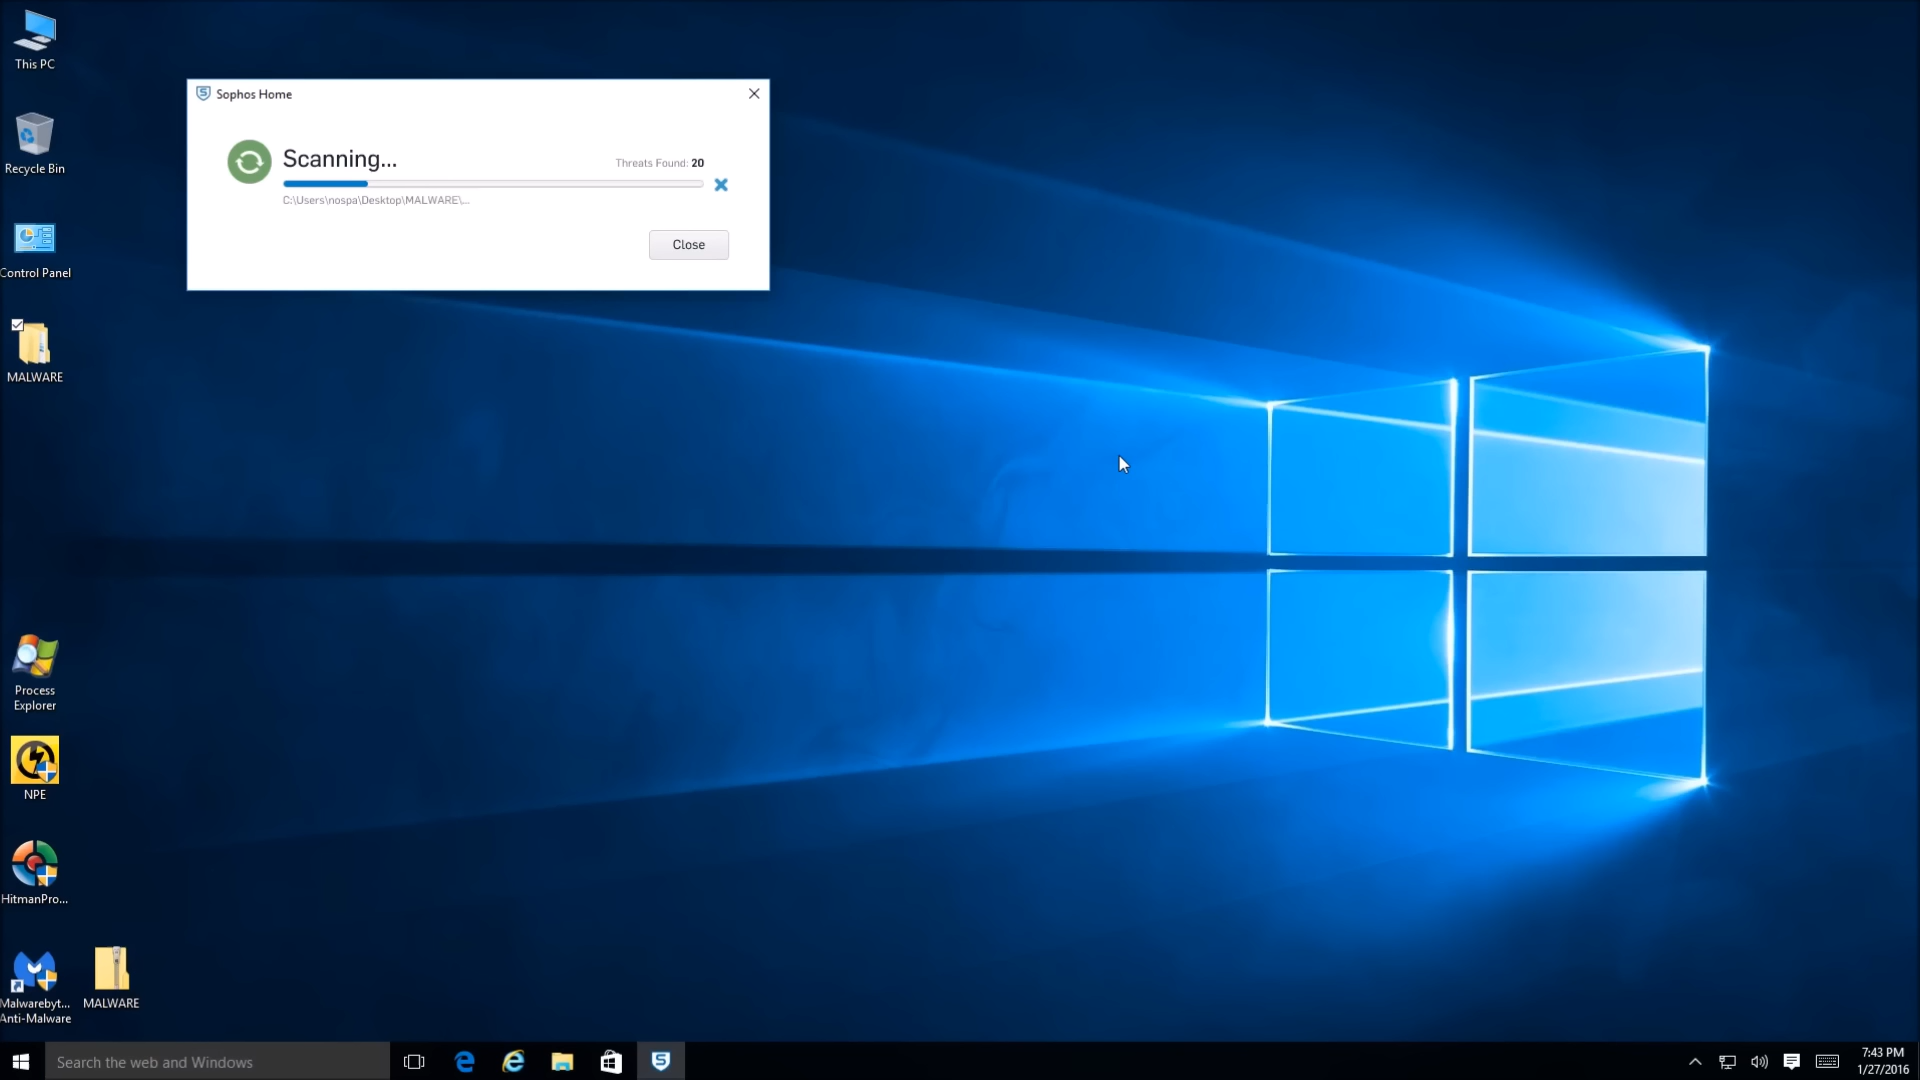 This PC
Recycle Bin
Control Panel
MALWARE
Process
Explorer
NPE
HitmanPro...
Malwarebyt...
Anti-Malware
MALWARE
Sophos Home
Scanning...
Threats Found: 20
C:\Users\nospa\Desktop\MALWARE\...
Close
Search the web and Windows
7:43 PM
1/27/2016